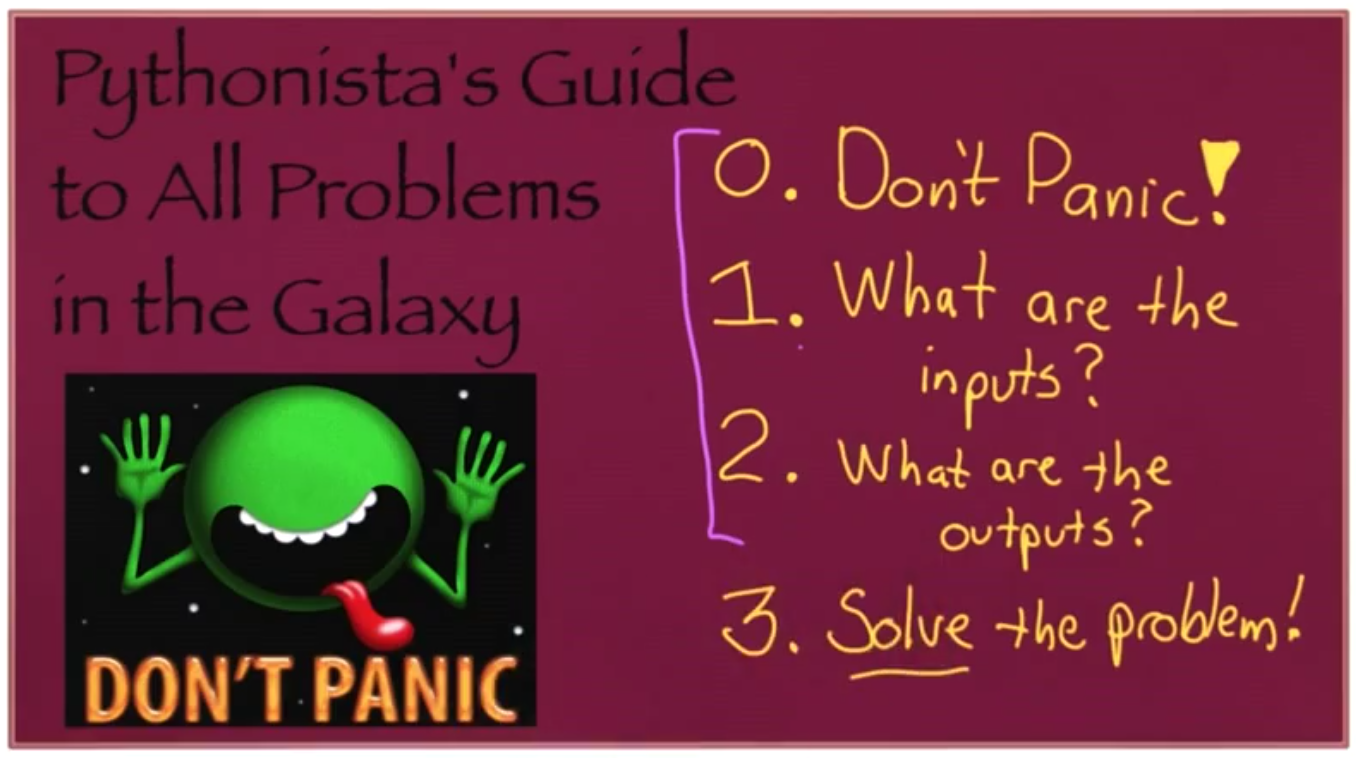 Pythonista's Guide
to All Problems
in the Galaxy
DON'T PANIC
0. Don't Panic!
1. What are the
inputs?
2. What are the
outputs?
3. Solve the problem!